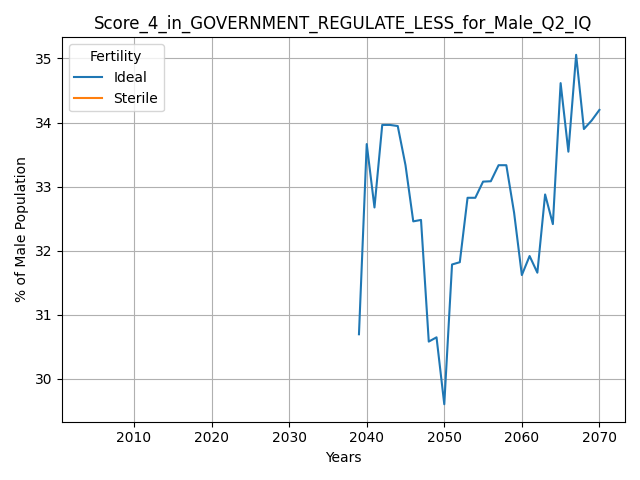 Score_4_in_GOVERNMENT_REGULATE_LESS_for_Male_Q2_IQ
Fertility
Ideal
Sterile
% of Male Population
35
34
33
32
31
30
2010 2020 2030 2040 2050 2060 2070
Years